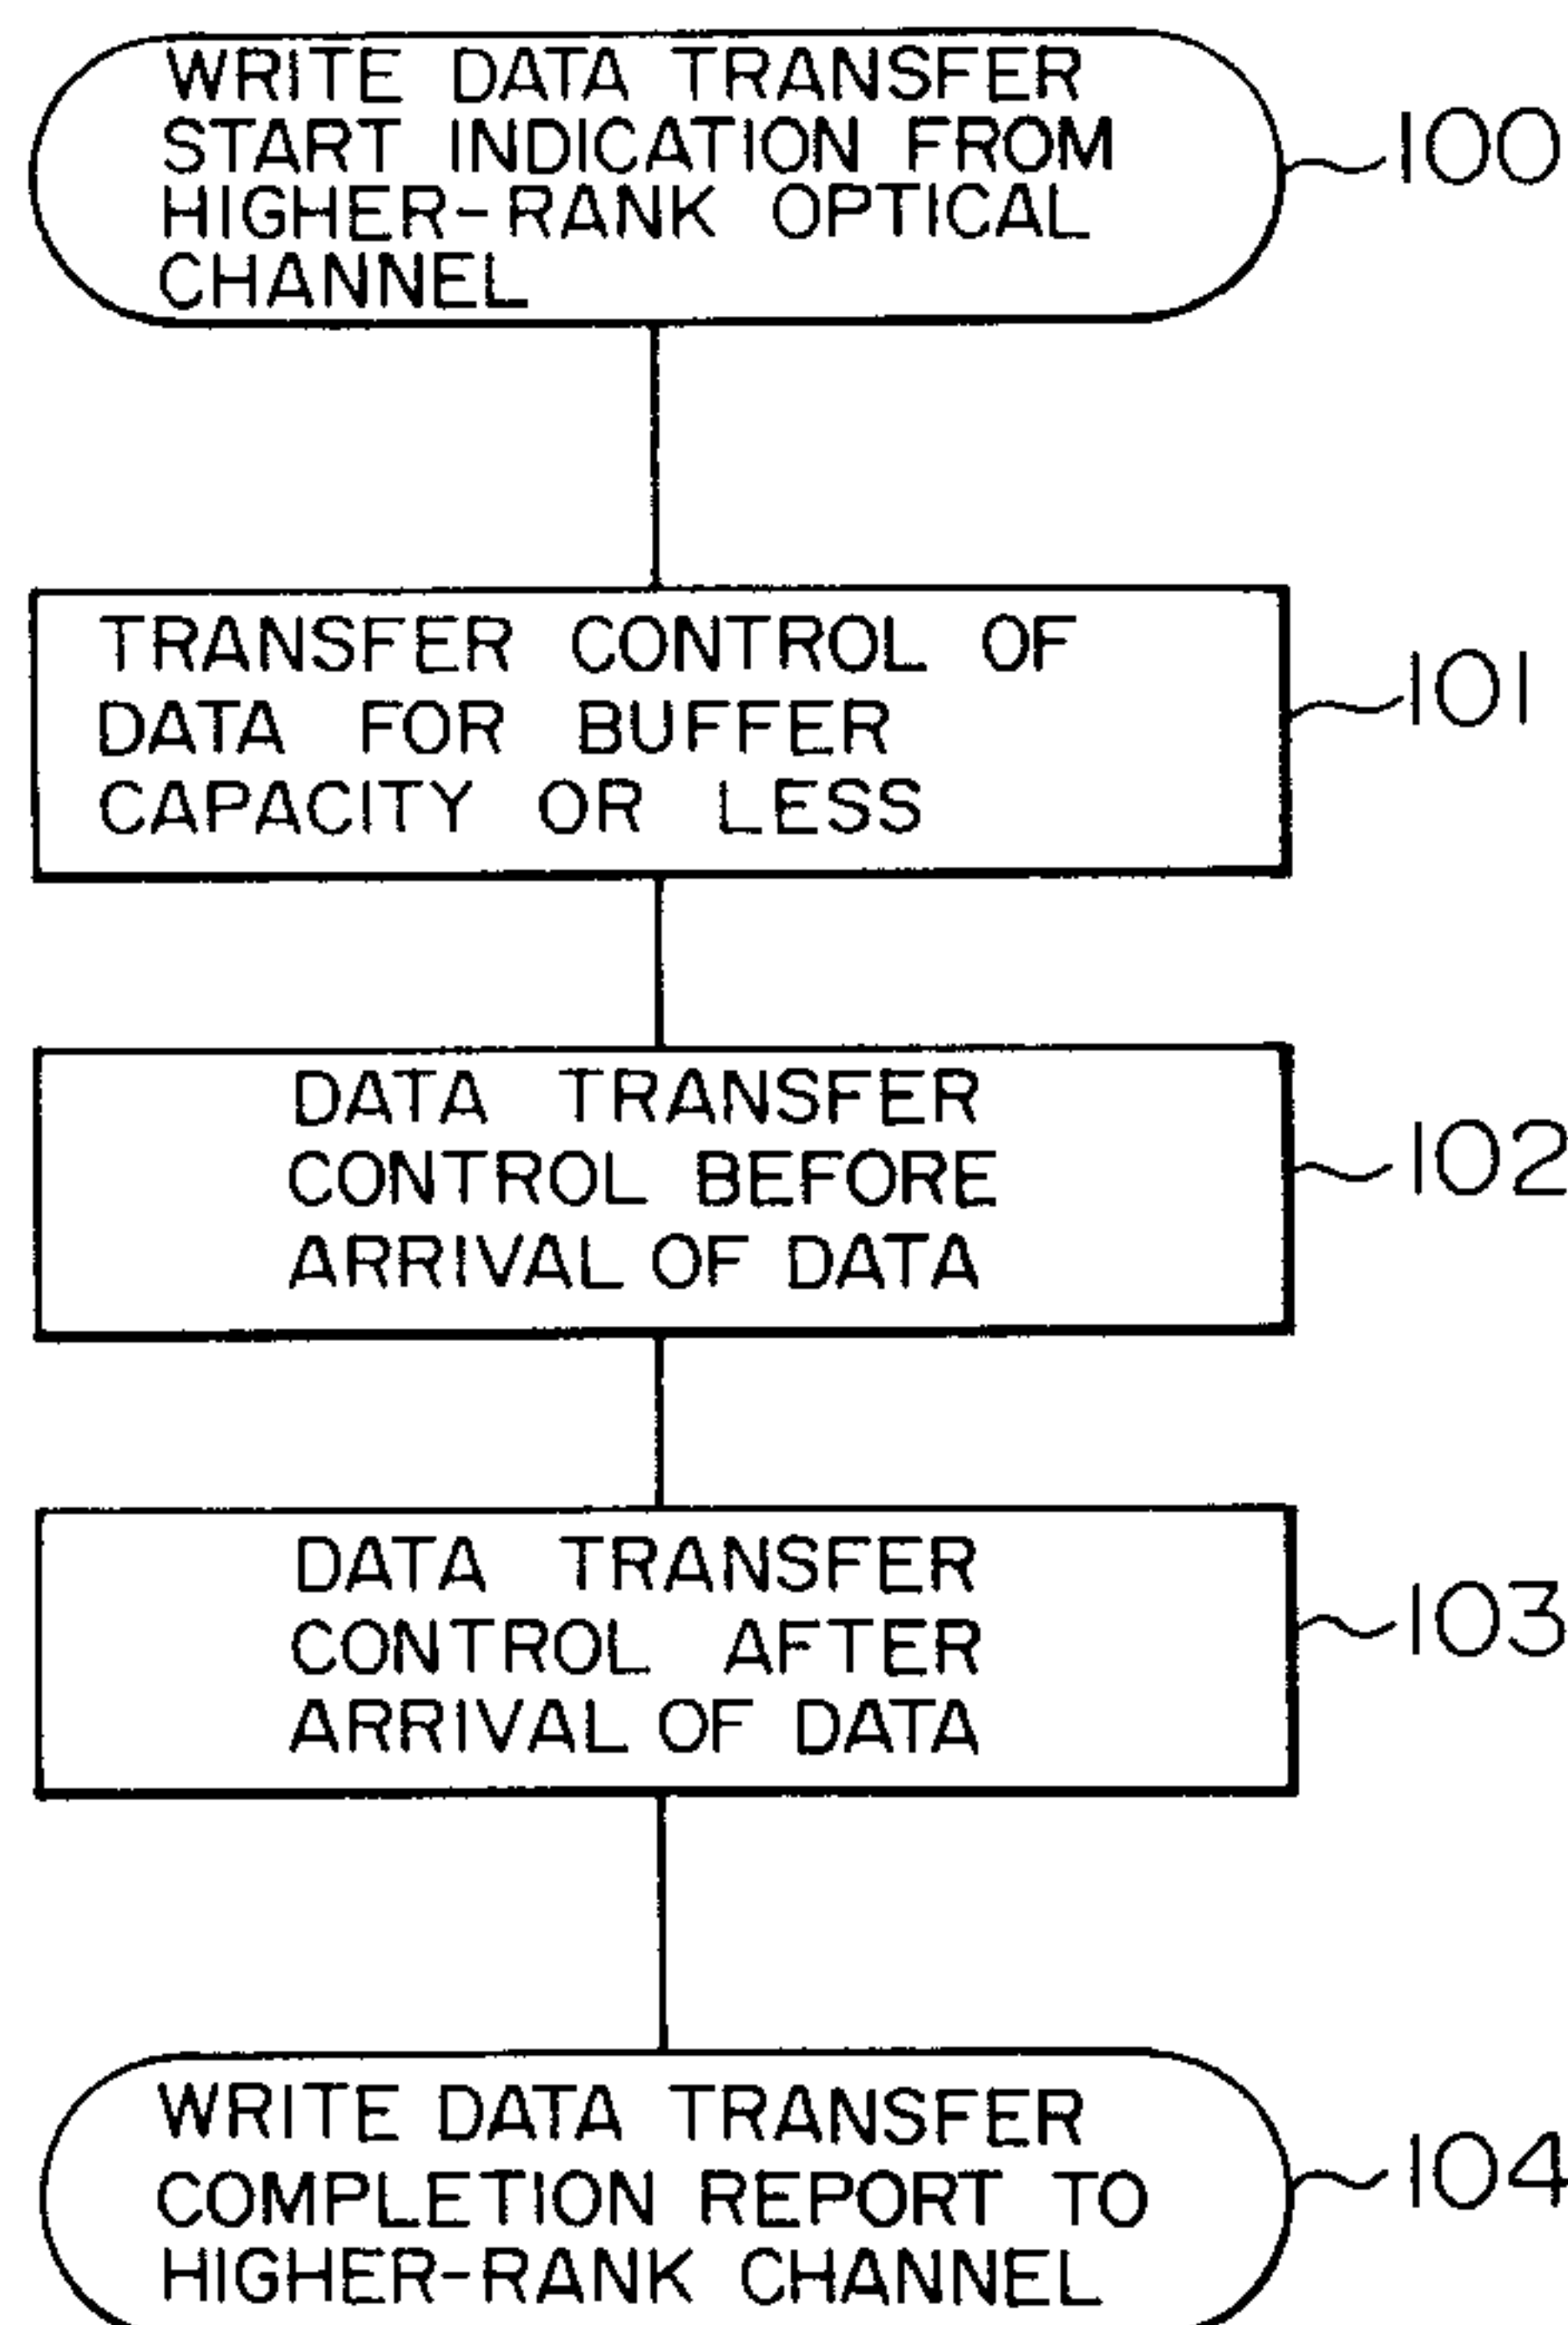 WRITE DATA TRANSFER
START INDICATION FROM
HIGHER-RANK OPTICAL
CHANNEL
100
TRANSFER CONTROL OF
DATA FOR BUFFER
CAPACITY OR LESS
101
DATA TRANSFER
CONTROL BEFORE
ARRIVAL OF DATA
102
DATA TRANSFER
CONTROL AFTER
ARRIVAL OF DATA
103
WRITE DATA TRANSFER
COMPLETION REPORT TO
HIGHER-RANK CHANNEL
104